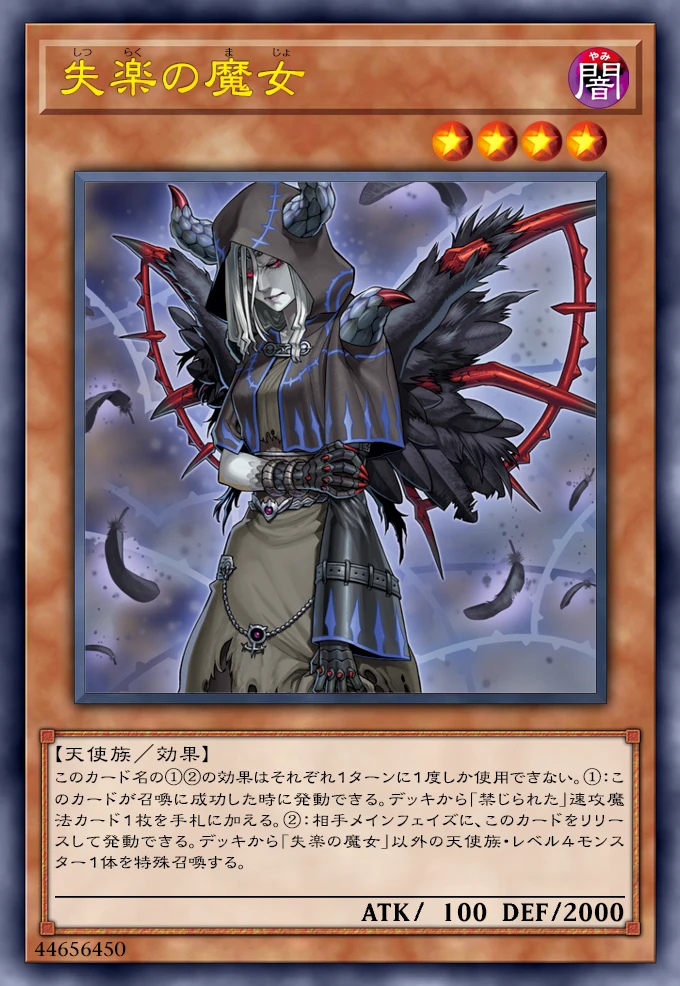 しつ らく ま じょ
失楽の魔女
やみ
闇
【天使族／効果】
このカード名の①②の効果はそれぞれ1ターンに1度しか使用できない。①：こ
のカードが召喚に成功した時に発動できる。デッキから「禁じられた」速攻魔
法カード1枚を手札に加える。②：相手メインフェイズに、このカードをリリー
スして発動できる。デッキから「失楽の魔女」以外の天使族・レベル4モンス
ター1体を特殊召喚する。
ATK/ 100 DEF/2000
44656450